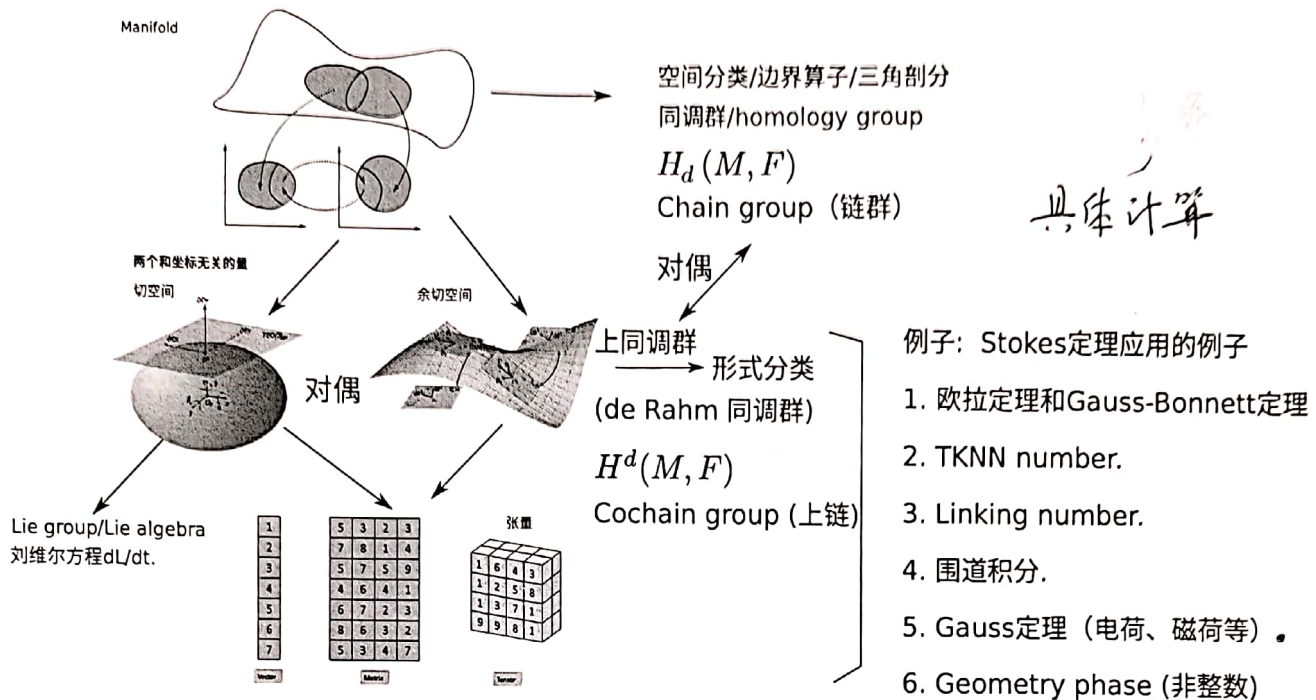 Manifold
空间分类/边界算子/三角剖分
同调群/homology group
H_d (M, F)
Chain group（链群）
具体计算
对偶
两个和坐标无关的量
切空间
余切空间
对偶
上同调群
形式分类
(de Rahm 同调群)
H^d(M, F)
Cochain group (上链)
Lie group/Lie algebra
刘维尔方程dL/dt.
1
2
3
4
5
6
7
Vector
5 3 2 3
7 8 1 4
5 7 5 9
4 6 4 1
6 7 2 3
8 6 3 2
5 3 4 7
Matrix
张量
1 6 4 3
1 2 5 8
1 3 7 1
9 9 8 1
Tensor
例子：Stokes定理应用的例子
1. 欧拉定理和Gauss-Bonnett定理
2. TKNN number.
3. Linking number.
4. 围道积分.
5. Gauss定理（电荷、磁荷等）.
6. Geometry phase (非整数)